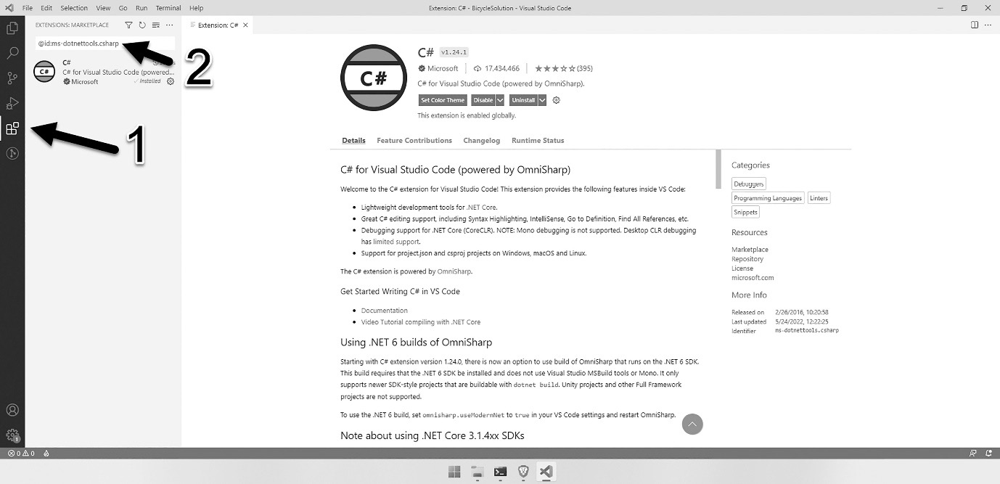 File Edit Selection View Go Run Terminal Help
Extension: C# - BicycleSolution - Visual Studio Code
EXTENSIONS: MARKETPLACE
Extension: C#
@id:ms-dotnettools.csharp
2
C#
C# for Visual Studio Code (powered...
Microsoft
Installed
1
C#
C# v1.24.1
Microsoft 17,434,466 (395)
C# for Visual Studio Code (powered by OmniSharp).
Set Color Theme Disable Uninstall
This extension is enabled globally.
Details Feature Contributions Changelog Runtime Status
C# for Visual Studio Code (powered by OmniSharp)
Welcome to the C# extension for Visual Studio Code! This extension provides the following features inside VS Code:
• Lightweight development tools for .NET Core.
• Great C# editing support, including Syntax Highlighting, IntelliSense, Go to Definition, Find All References, etc.
• Debugging support for .NET Core (CoreCLR). NOTE: Mono debugging is not supported. Desktop CLR debugging
has limited support.
• Support for project.json and csproj projects on Windows, macOS and Linux.
The C# extension is powered by OmniSharp.
Get Started Writing C# in VS Code
• Documentation
• Video Tutorial compiling with .NET Core
Using .NET 6 builds of OmniSharp
Starting with C# extension version 1.24.0, there is now an option to use build of OmniSharp that runs on the .NET 6 SDK.
This build requires that the .NET 6 SDK be installed and does not use Visual Studio MSBuild tools or Mono. It only
supports newer SDK-style projects that are buildable with dotnet build. Unity projects and other Full Framework
projects are not supported.
To use the .NET 6 build, set omnisharp.useModernNet to true in your VS Code settings and restart OmniSharp.
Note about using .NET Core 3.1.4xx SDKs
Categories
Debuggers
Programming Languages Linters
Snippets
Resources
Marketplace
Repository
License
microsoft.com
More Info
Released on 2/26/2016, 10:20:58
Last updated 5/24/2022, 12:22:25
Identifier ms-dotnettools.csharp
1
0 0